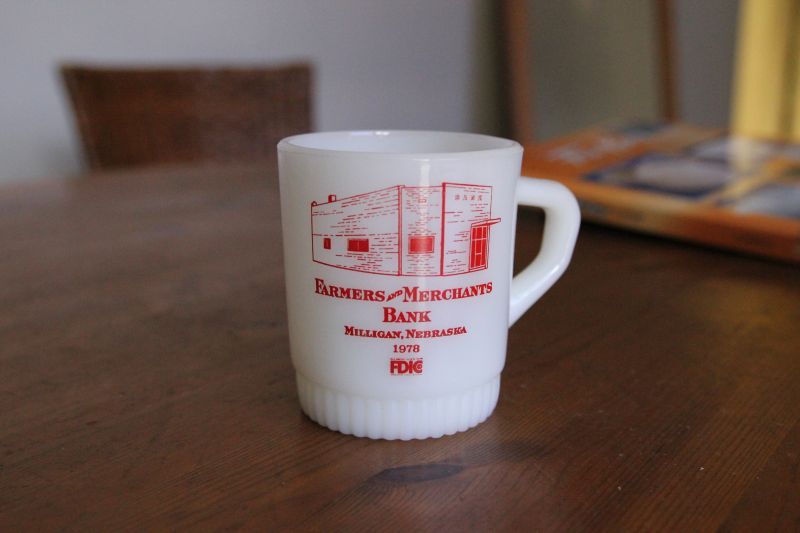 BANK
FARMERS AND MERCHANTS
BANK
MILLIGAN, NEBRASKA
1978
FDIC